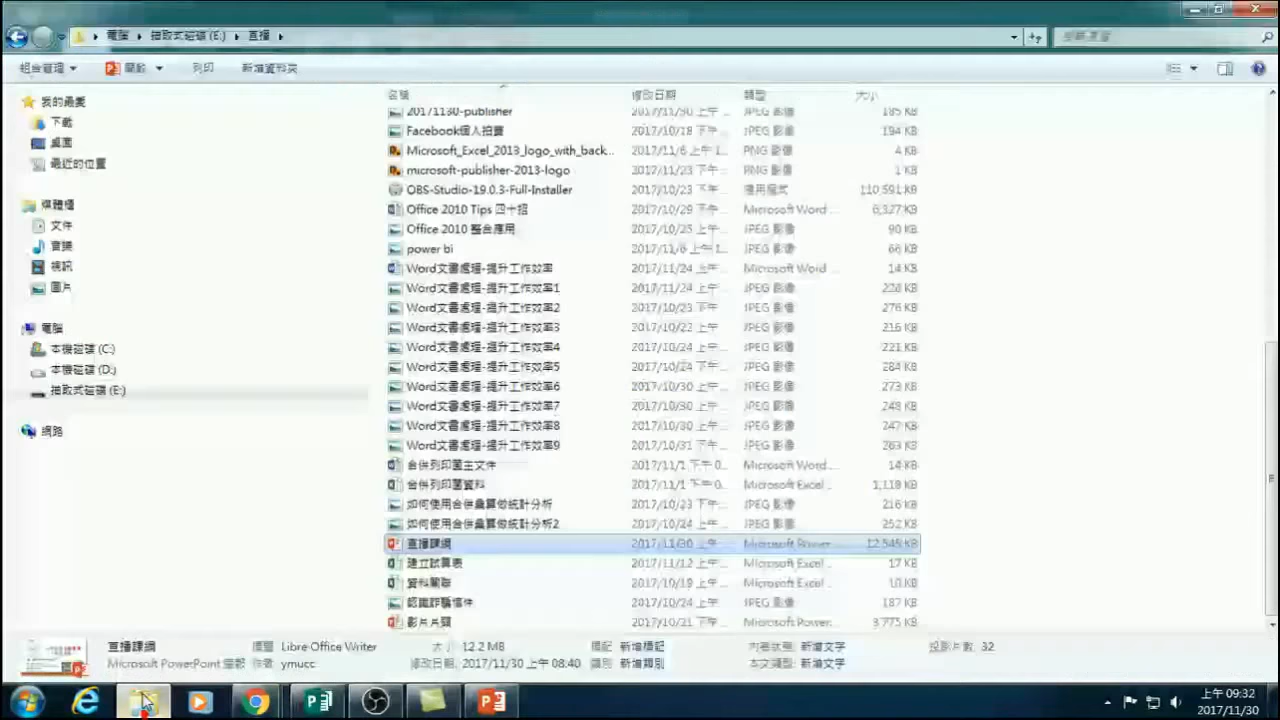 電腦 抽取式磁碟 (E:) 直播
搜尋 直播
組合管理 開啟 列印 新增資料夾
我的最愛
下載
桌面
最近的位置
媒體櫃
文件
音訊
視訊
圖片
電腦
本機磁碟 (C:)
本機磁碟 (D:)
抽取式磁碟 (E:)
網路
名稱 修改日期 類型 大小
20171130-publisher 2017/11/30 上午 ... JPEG 影像 185 KB
Facebook個人拍賣 2017/10/18 下午 ... JPEG 影像 194 KB
Microsoft_Excel_2013_logo_with_back... 2017/11/6 上午 1... PNG 影像 4 KB
microsoft-publisher-2013-logo 2017/11/23 下午 ... PNG 影像 1 KB
OBS-Studio-19.0.3-Full-Installer 2017/10/23 下午 ... 應用程式 110,591 KB
Office 2010 Tips 四十招 2017/10/29 下午 ... Microsoft Word ... 6,327 KB
Office 2010 整合應用 2017/10/25 下午 ... JPEG 影像 90 KB
power bi 2017/11/6 上午 1... JPEG 影像 66 KB
Word文書處理-提升工作效率 2017/11/24 下午 ... Microsoft Word ... 14 KB
Word文書處理-提升工作效率1 2017/11/24 上午 ... JPEG 影像 228 KB
Word文書處理-提升工作效率2 2017/10/23 下午 ... JPEG 影像 276 KB
Word文書處理-提升工作效率3 2017/10/22 上午 ... JPEG 影像 216 KB
Word文書處理-提升工作效率4 2017/10/24 上午 ... JPEG 影像 221 KB
Word文書處理-提升工作效率5 2017/10/24 上午 ... JPEG 影像 284 KB
Word文書處理-提升工作效率6 2017/10/30 上午 ... JPEG 影像 273 KB
Word文書處理-提升工作效率7 2017/10/30 上午 ... JPEG 影像 248 KB
Word文書處理-提升工作效率8 2017/10/30 上午 ... JPEG 影像 247 KB
Word文書處理-提升工作效率9 2017/10/31 上午 ... JPEG 影像 263 KB
合併列印圖主文件 2017/11/1 下午 0... Microsoft Word ... 14 KB
合併列印圖資料 2017/11/1 下午 0... Microsoft Excel ... 1,118 KB
如何使用合併彙算做統計分析 2017/10/23 下午 ... JPEG 影像 216 KB
如何使用合併彙算做統計分析2 2017/10/24 上午 ... JPEG 影像 252 KB
直播課綱 2017/11/30 上午 ... Microsoft Power... 12,545 KB
建立試算表 2017/11/12 上午 ... Microsoft Excel ... 17 KB
資料關聯 2017/10/19 上午 ... Microsoft Excel ... 10 KB
認識詐騙信件 2017/10/24 上午 ... JPEG 影像 187 KB
影片片頭 2017/10/21 下午 ... Microsoft Power... 3,775 KB
直播課綱 標題: Libre Office Writer 大小: 12.2 MB 標記: 新增標記 內容狀態: 新增文字 投影片數: 32
Microsoft PowerPoint 簡報 作者: ymucc 修改日期: 2017/11/30 上午 08:40 類別: 新增類別 本文類型: 新增文字
上午 09:32
2017/11/30